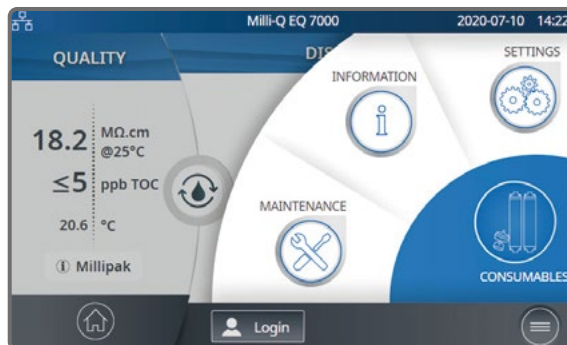 Milli-Q EQ 7000
2020-07-10 14:22
QUALITY
18.2 MΩ.cm
@25°C
≤5 ppb TOC
20.6 °C
i Millipak
DIS
INFORMATION
i
SETTINGS
MAINTENANCE
CONSUMABLES
Login